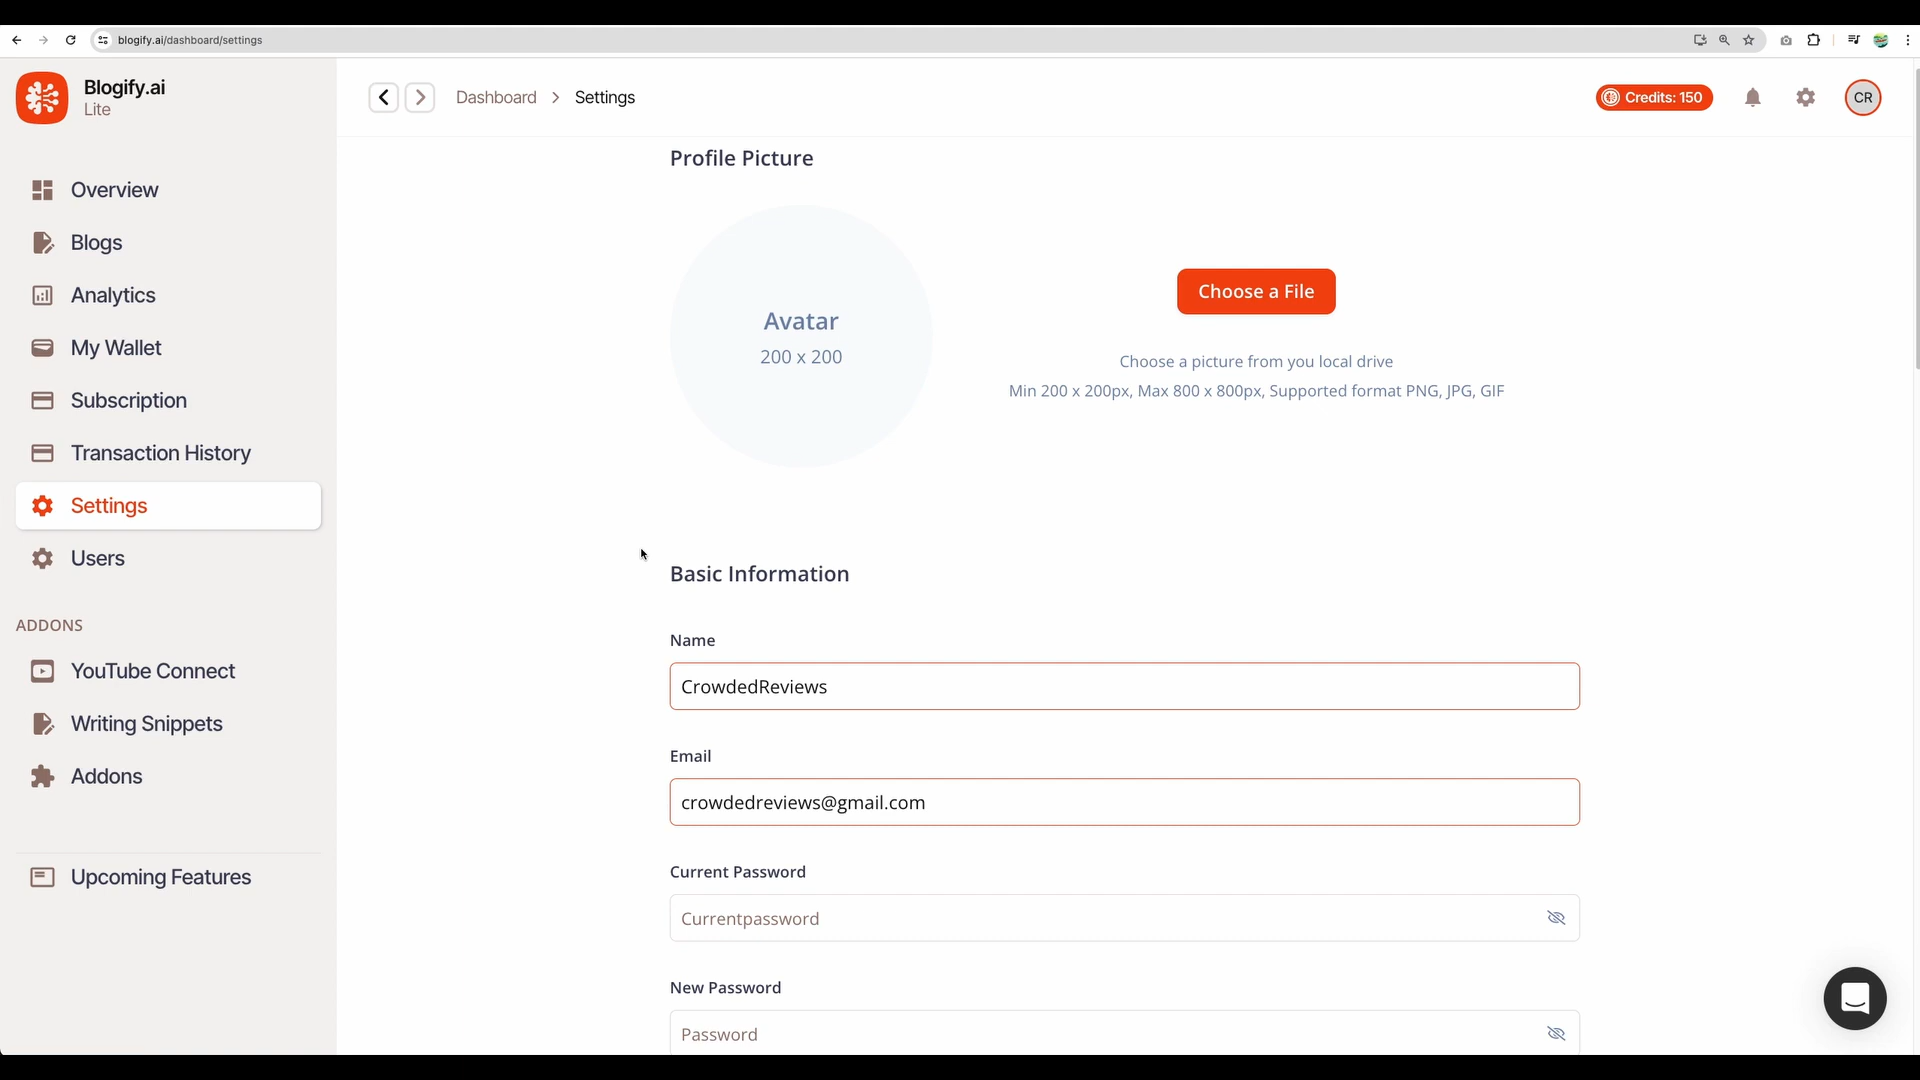 blogify.ai/dashboard/settings
Blogify.ai
Lite
Dashboard > Settings
Credits: 150
CR
Overview
Blogs
Analytics
My Wallet
Subscription
Transaction History
Settings
Users
ADDONS
YouTube Connect
Writing Snippets
Addons
Upcoming Features
Profile Picture
Avatar
200 x 200
Choose a File
Choose a picture from you local drive
Min 200 x 200px, Max 800 x 800px, Supported format PNG, JPG, GIF
Basic Information
Name
CrowdedReviews
Email
crowdedreviews@gmail.com
Current Password
Currentpassword
New Password
Password